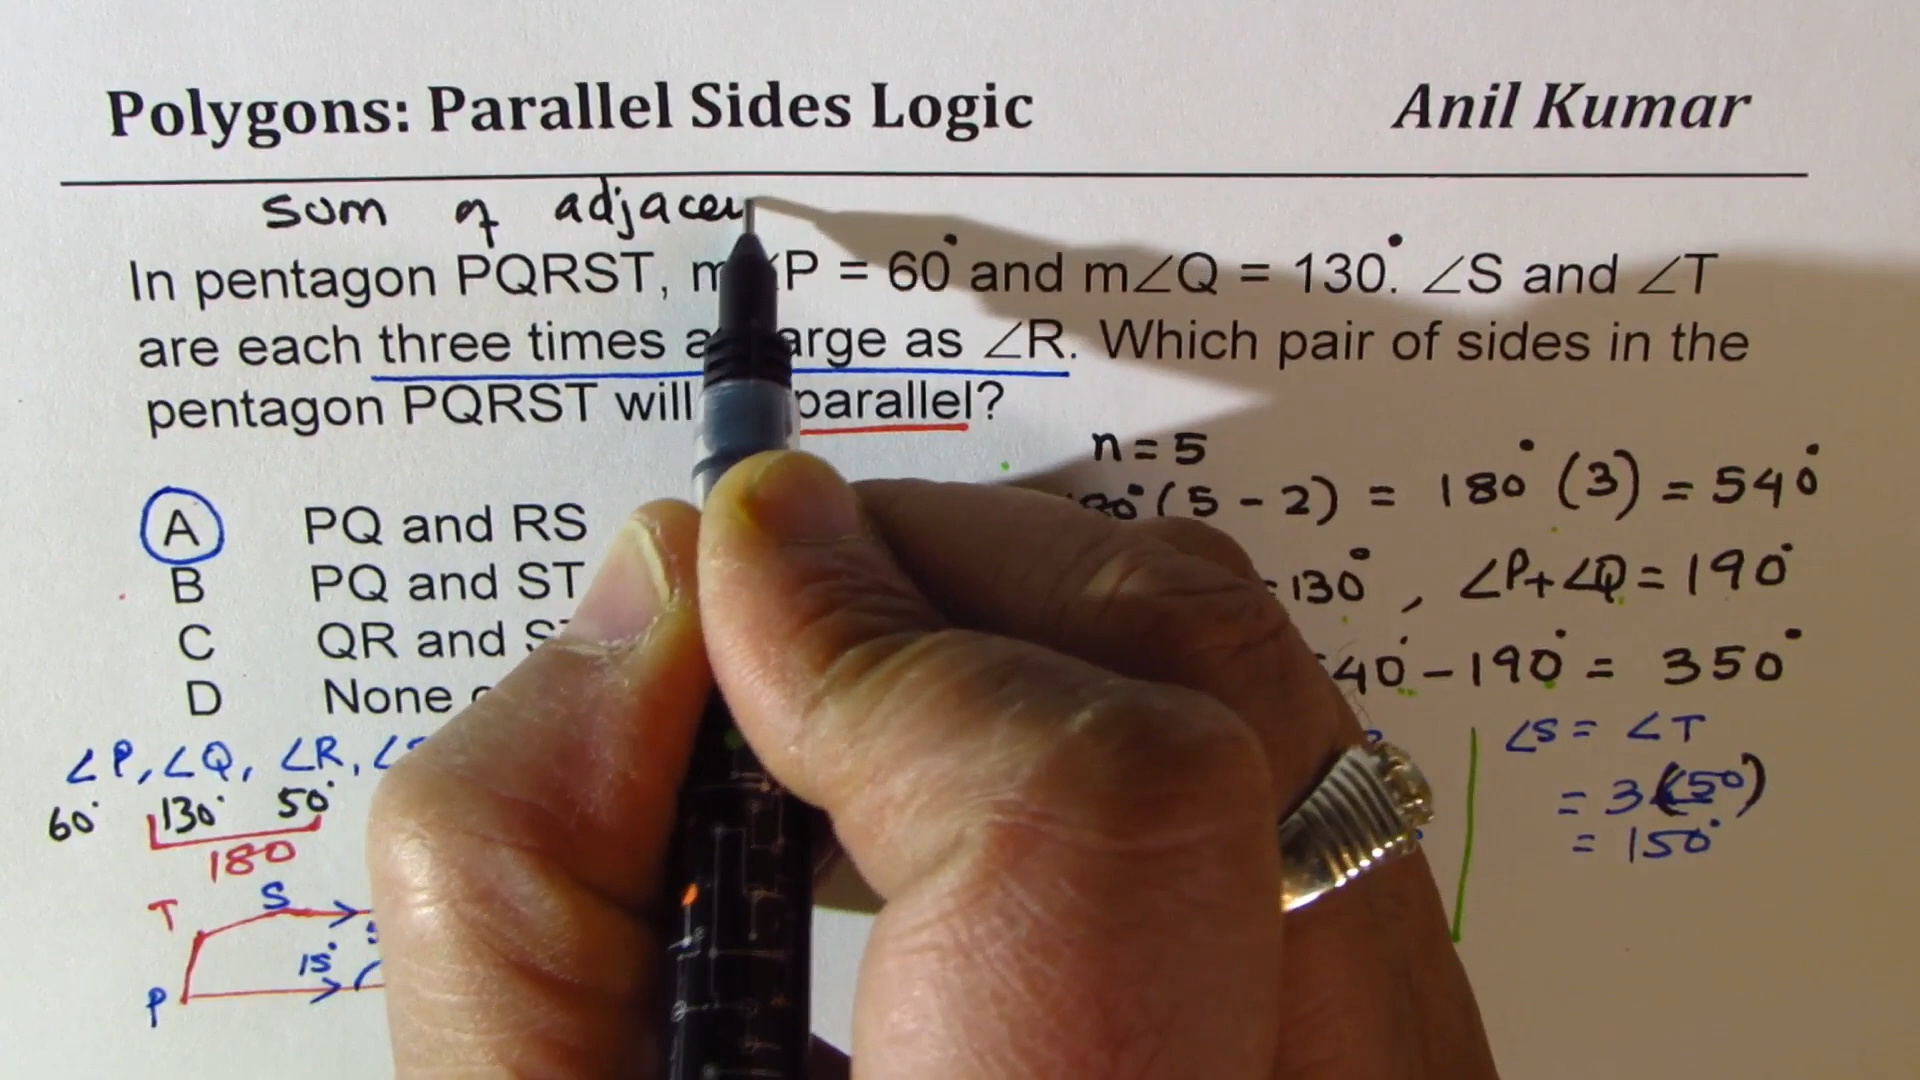 Polygons: Parallel Sides Logic Anil Kumar
Sum of
In pentagon PQRST, P = 60° and m∠Q = 130°. ∠S and ∠T
are each three times large as ∠R. Which pair of sides in the
pentagon PQRST will parallel?
n = 5
(5 - 2) = 180° (3) = 540°
A PQ and RS
B PQ and ST
C QR and
D None
= 130° , ∠P + ∠Q = 190°
- 190° = 350°
∠P, ∠Q, ∠R,
60° 130° 50°
180
∠S = ∠T
= 3(50°)
= 150°
T S
15°
P